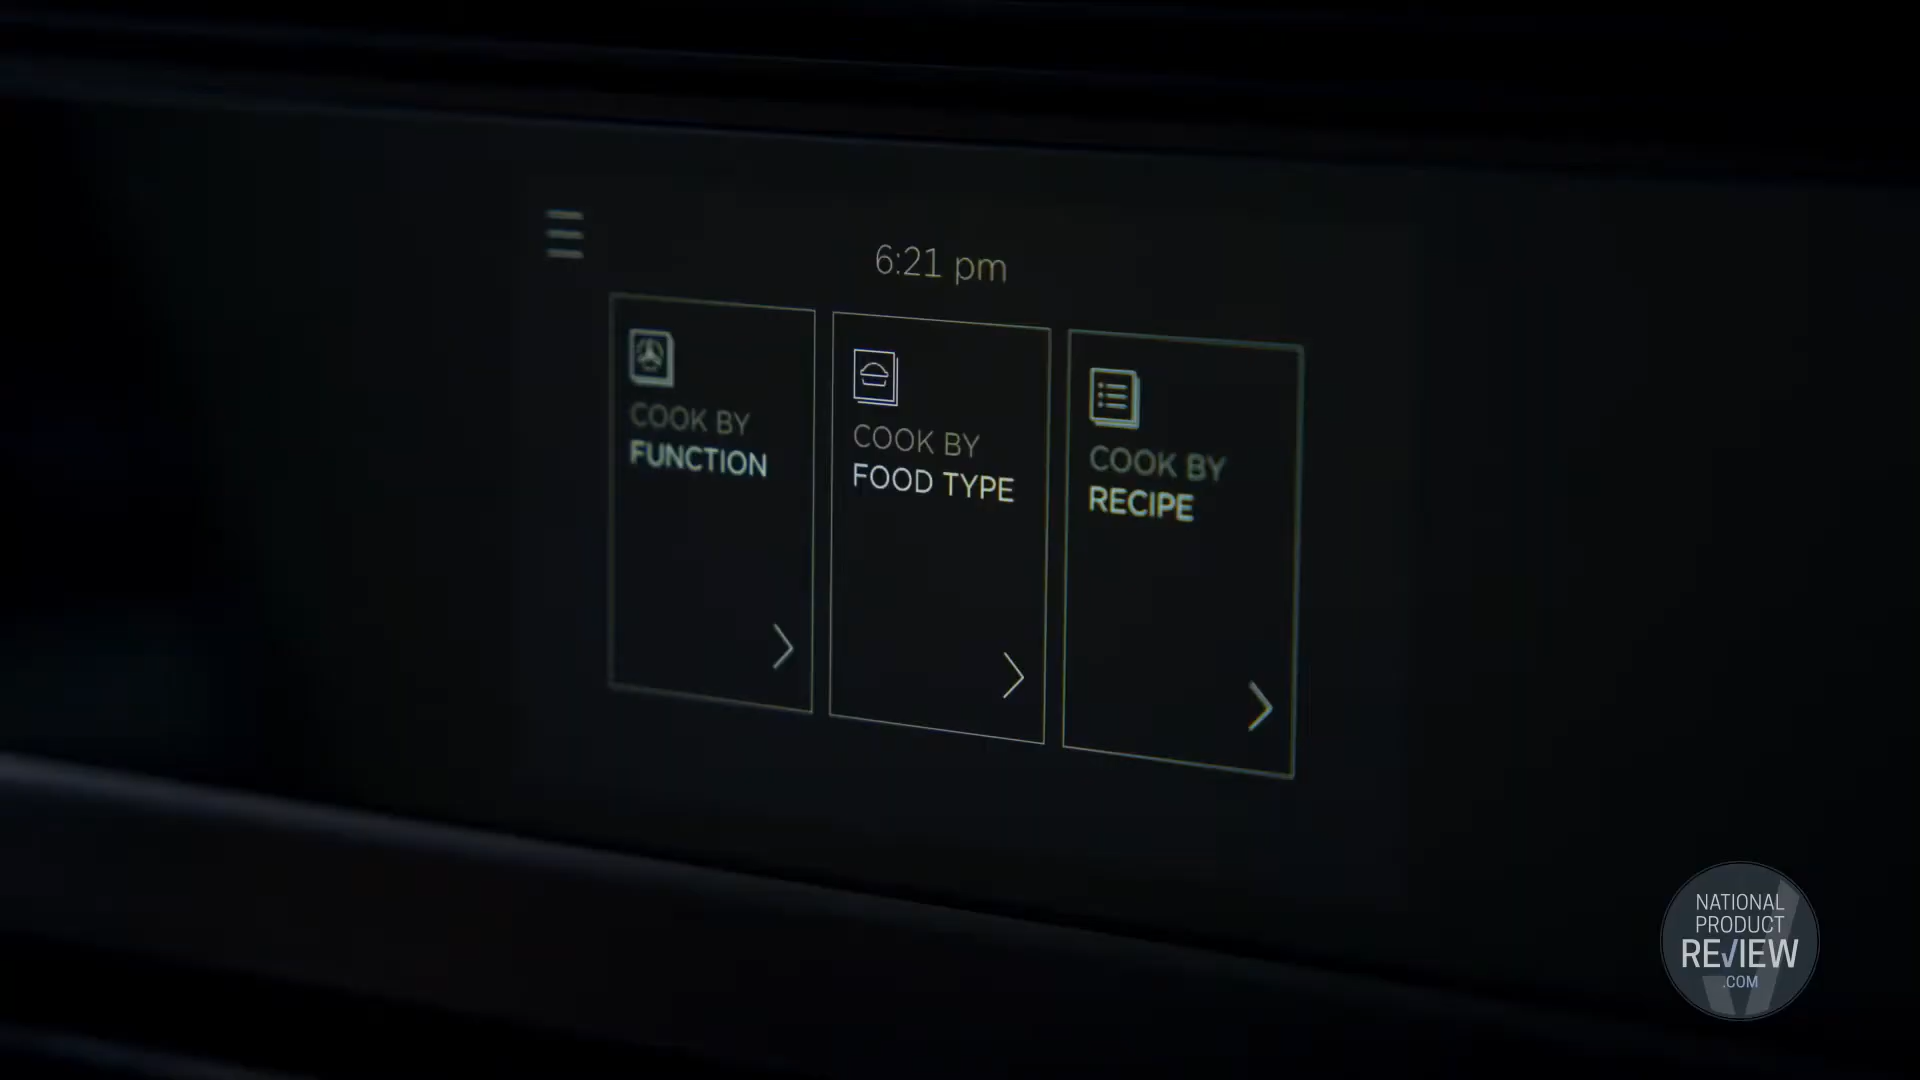 6:21 pm
COOK BY
FUNCTION
COOK BY
FOOD TYPE
COOK BY
RECIPE
NATIONAL
PRODUCT
REVIEW
.COM